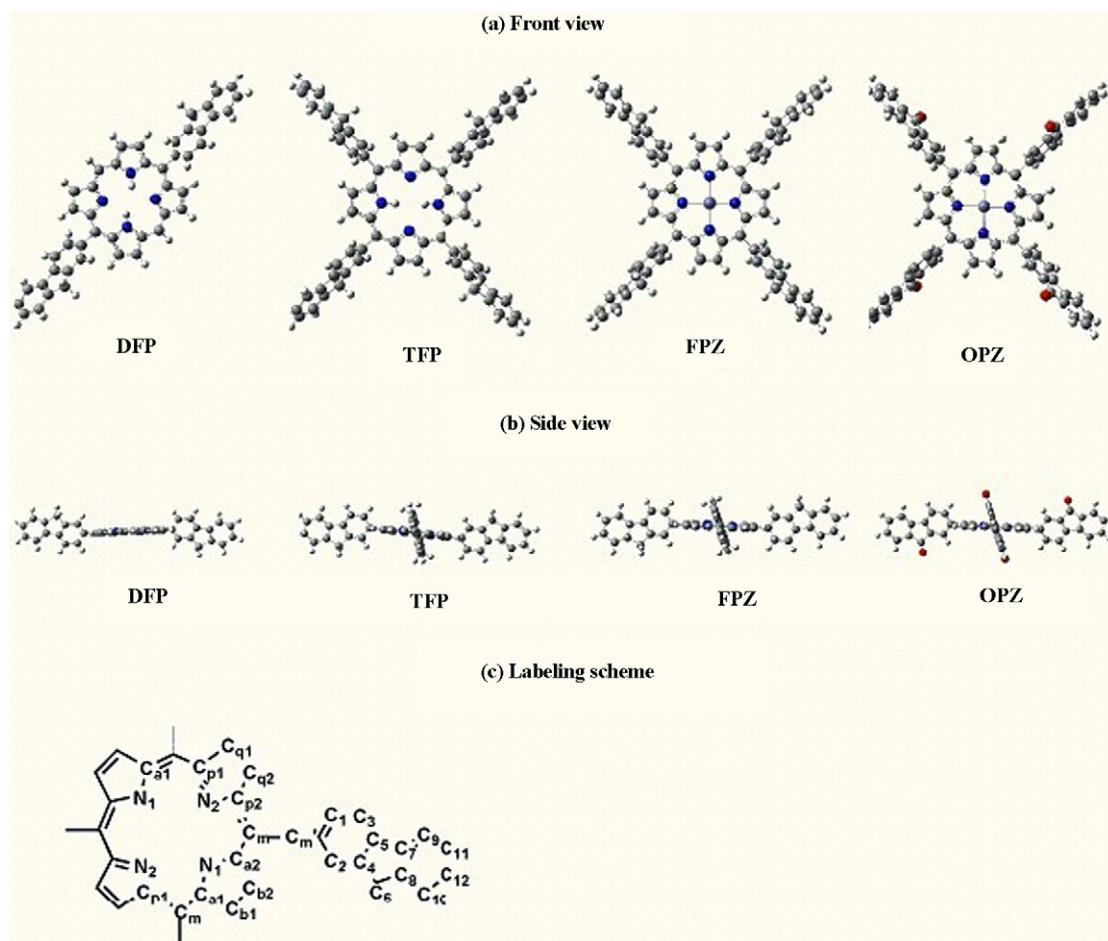 (a) Front view
DFP
TFP
FPZ
OPZ
(b) Side view
DFP
TFP
FPZ
OPZ
(c) Labeling scheme
Cq1
Ca1
Cp1
Cq2
N1
N2
Cp2
C1
C3
Cm
Cm
C5
C9
C7
C11
N2
N1
Ca2
C2
C4
C8
C12
Cp1
Ca1
Cb2
C6
C10
Cm
Cb1